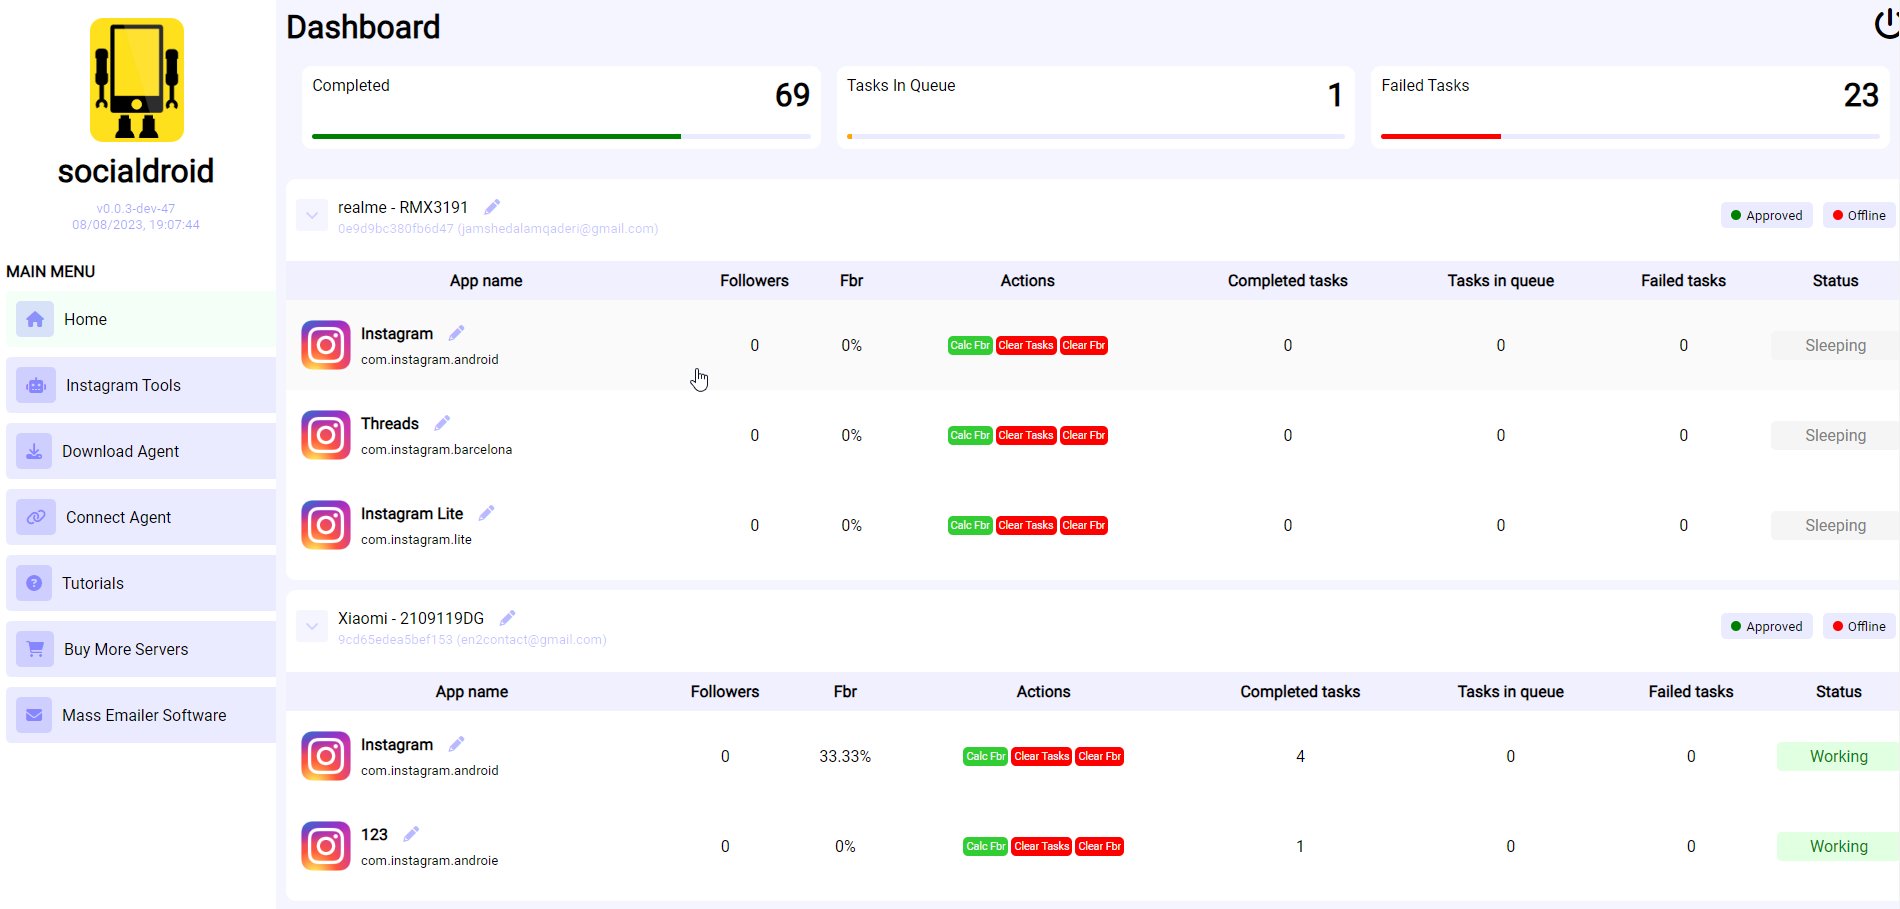 socialdroid
v0.0.3-dev-47
08/08/2023, 19:07:44
MAIN MENU
Home
Instagram Tools
Download Agent
Connect Agent
Tutorials
Buy More Servers
Mass Emailer Software
Dashboard
Completed 69
Tasks In Queue 1
Failed Tasks 23
realme - RMX3191
0e9d9bc380fb6d47 (jamshedalamqaderi@gmail.com)
Approved Offline
App name Followers Fbr Actions Completed tasks Tasks in queue Failed tasks Status
Instagram
com.instagram.android
0 0% Calc Fbr Clear Tasks Clear Fbr 0 0 0 Sleeping
Threads
com.instagram.barcelona
0 0% Calc Fbr Clear Tasks Clear Fbr 0 0 0 Sleeping
Instagram Lite
com.instagram.lite
0 0% Calc Fbr Clear Tasks Clear Fbr 0 0 0 Sleeping
Xiaomi - 2109119DG
9cd65edea5bef153 (en2contact@gmail.com)
Approved Offline
App name Followers Fbr Actions Completed tasks Tasks in queue Failed tasks Status
Instagram
com.instagram.android
0 33.33% Calc Fbr Clear Tasks Clear Fbr 4 0 0 Working
123
com.instagram.androie
0 0% Calc Fbr Clear Tasks Clear Fbr 1 0 0 Working